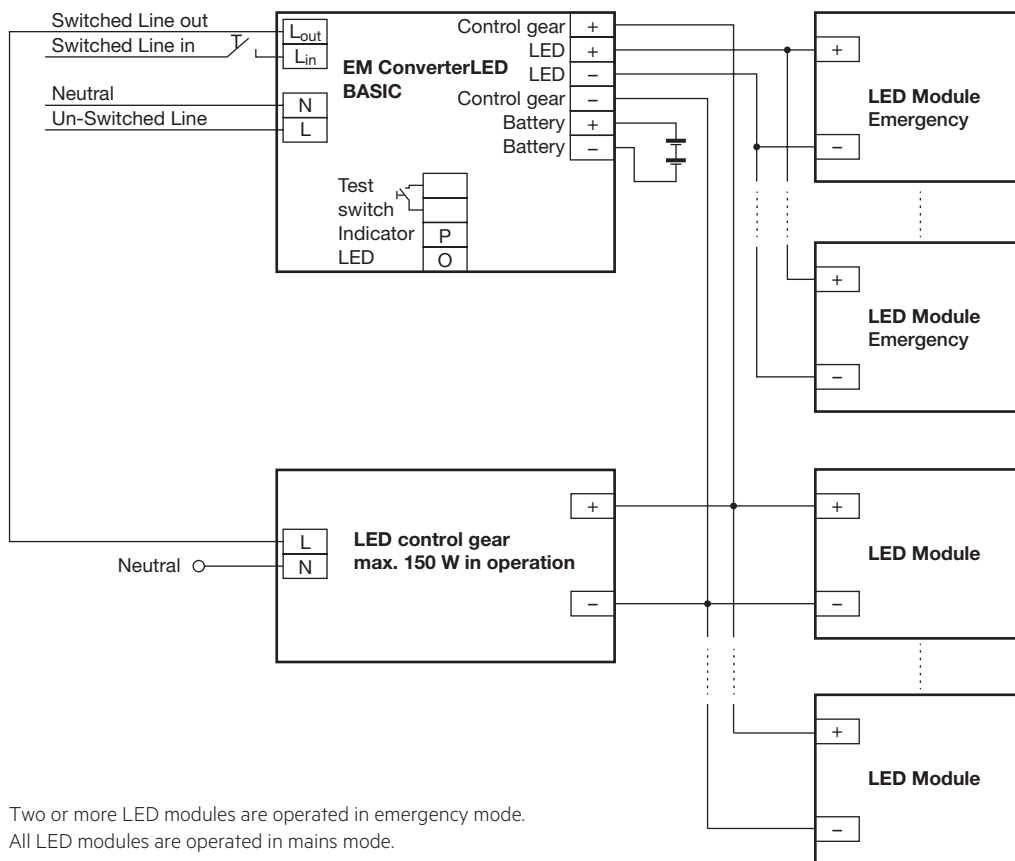 Switched Line out
Switched Line in
Neutral
Un-Switched Line
Lout
Lin
N
L
EM ConverterLED
BASIC
Control gear +
LED +
LED –
Control gear –
Battery +
Battery –
Test
switch
Indicator P
LED O
+
LED Module
Emergency
–
+
LED Module
Emergency
–
L
Neutral N
LED control gear
max. 150 W in operation
+
–
+
LED Module
–
+
LED Module
–
Two or more LED modules are operated in emergency mode.
All LED modules are operated in mains mode.